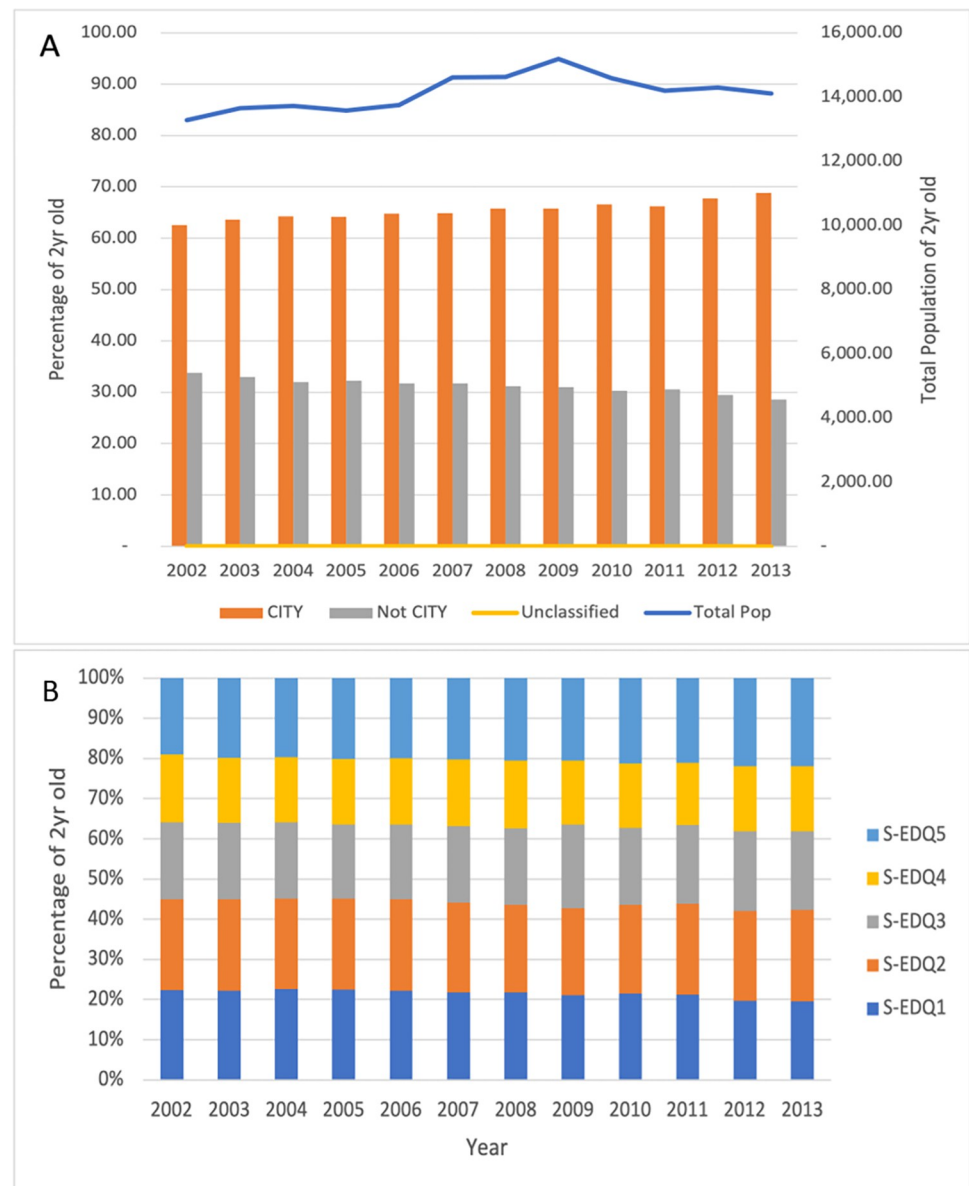 A
100.00
90.00
80.00
70.00
60.00
50.00
40.00
30.00
20.00
10.00
-
Percentage of 2yr old
16,000.00
14,000.00
12,000.00
10,000.00
8,000.00
6,000.00
4,000.00
2,000.00
-
Total Population of 2yr old
2002 2003 2004 2005 2006 2007 2008 2009 2010 2011 2012 2013
CITY Not CITY Unclassified Total Pop
B
100%
90%
80%
70%
60%
50%
40%
30%
20%
10%
0%
Percentage of 2yr old
2002 2003 2004 2005 2006 2007 2008 2009 2010 2011 2012 2013
Year
S-EDQ5
S-EDQ4
S-EDQ3
S-EDQ2
S-EDQ1